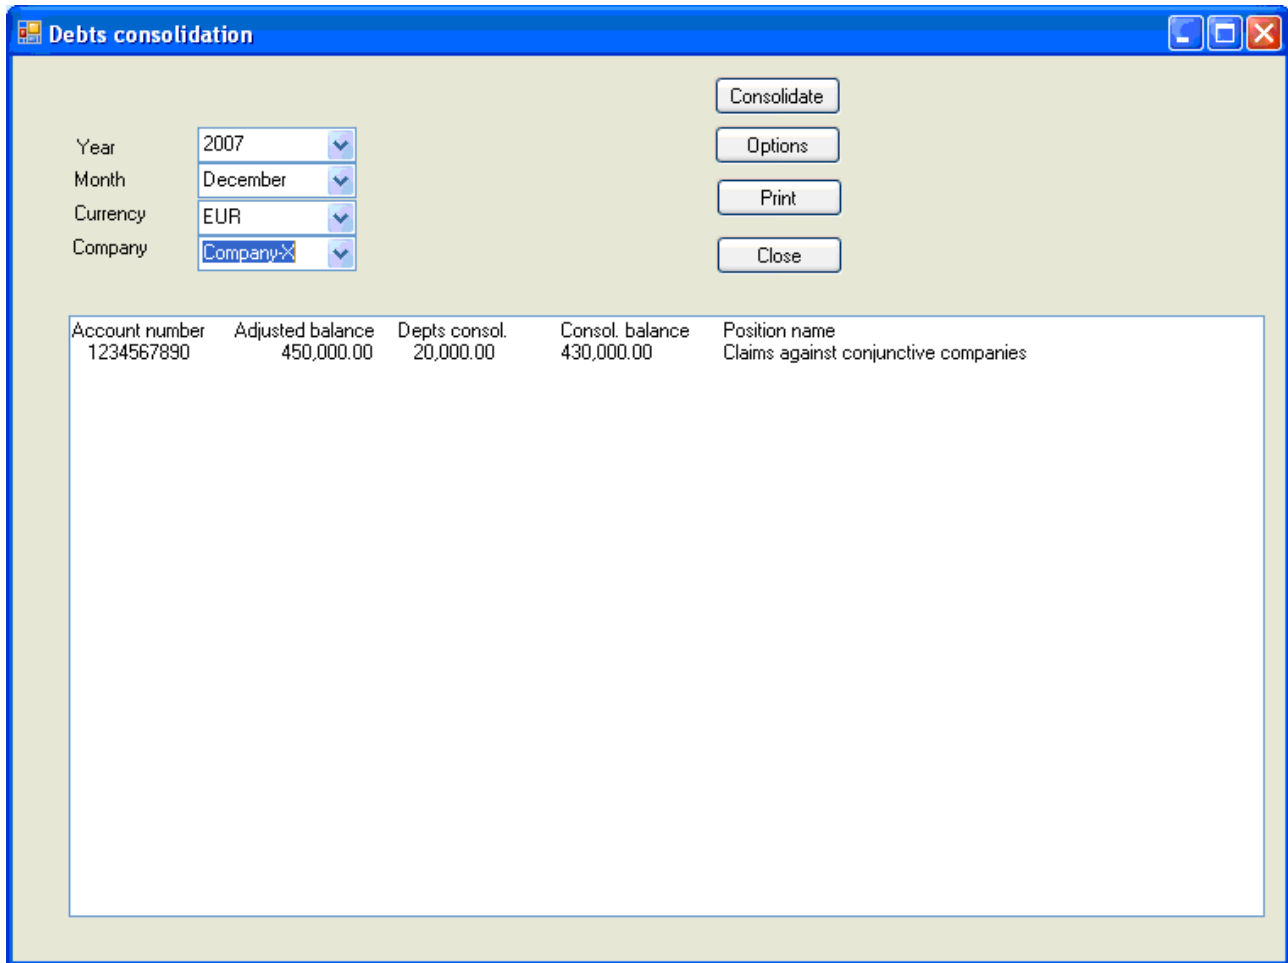 Debts consolidation
Consolidate
Year 2007 Options
Month December
Print
Currency EUR
Company Company-X Close
Account number Adjusted balance Depts consol. Consol. balance Position name
1234567890 450,000.00 20,000.00 430,000.00 Claims against conjunctive companies